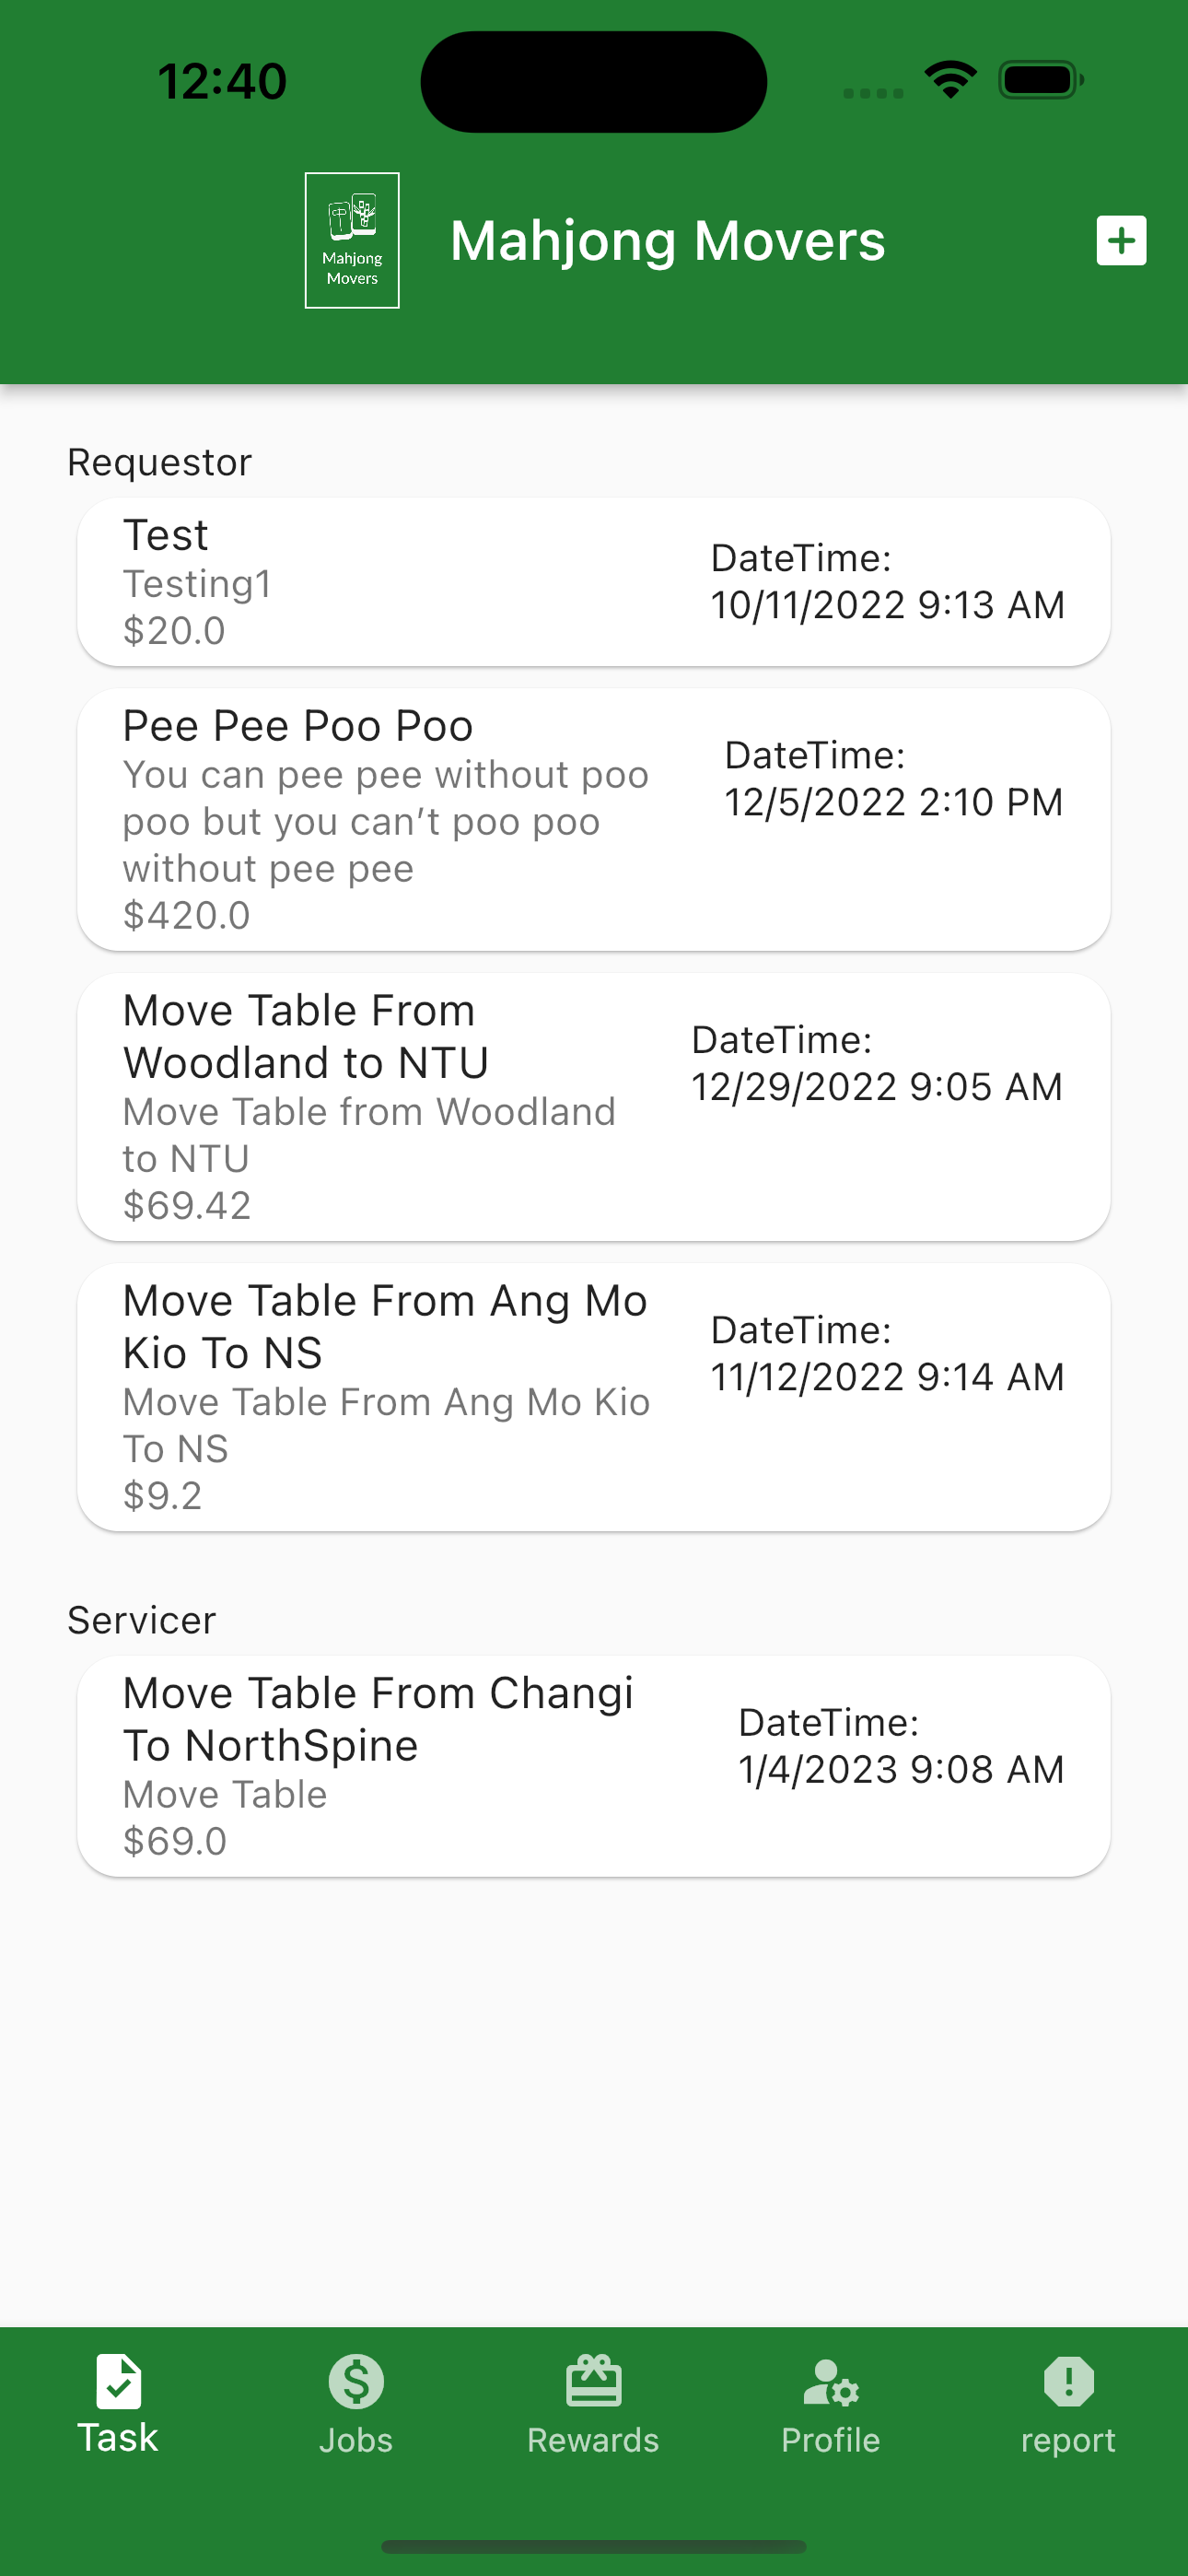 12:40
Mahjong
Movers
Mahjong Movers
Requestor
Test
Testing1
$20.0
DateTime:
10/11/2022 9:13 AM
Pee Pee Poo Poo
You can pee pee without poo
poo but you can’t poo poo
without pee pee
$420.0
DateTime:
12/5/2022 2:10 PM
Move Table From
Woodland to NTU
Move Table from Woodland
to NTU
$69.42
DateTime:
12/29/2022 9:05 AM
Move Table From Ang Mo
Kio To NS
Move Table From Ang Mo Kio
To NS
$9.2
DateTime:
11/12/2022 9:14 AM
Servicer
Move Table From Changi
To NorthSpine
Move Table
$69.0
DateTime:
1/4/2023 9:08 AM
Task
Jobs
Rewards
Profile
report